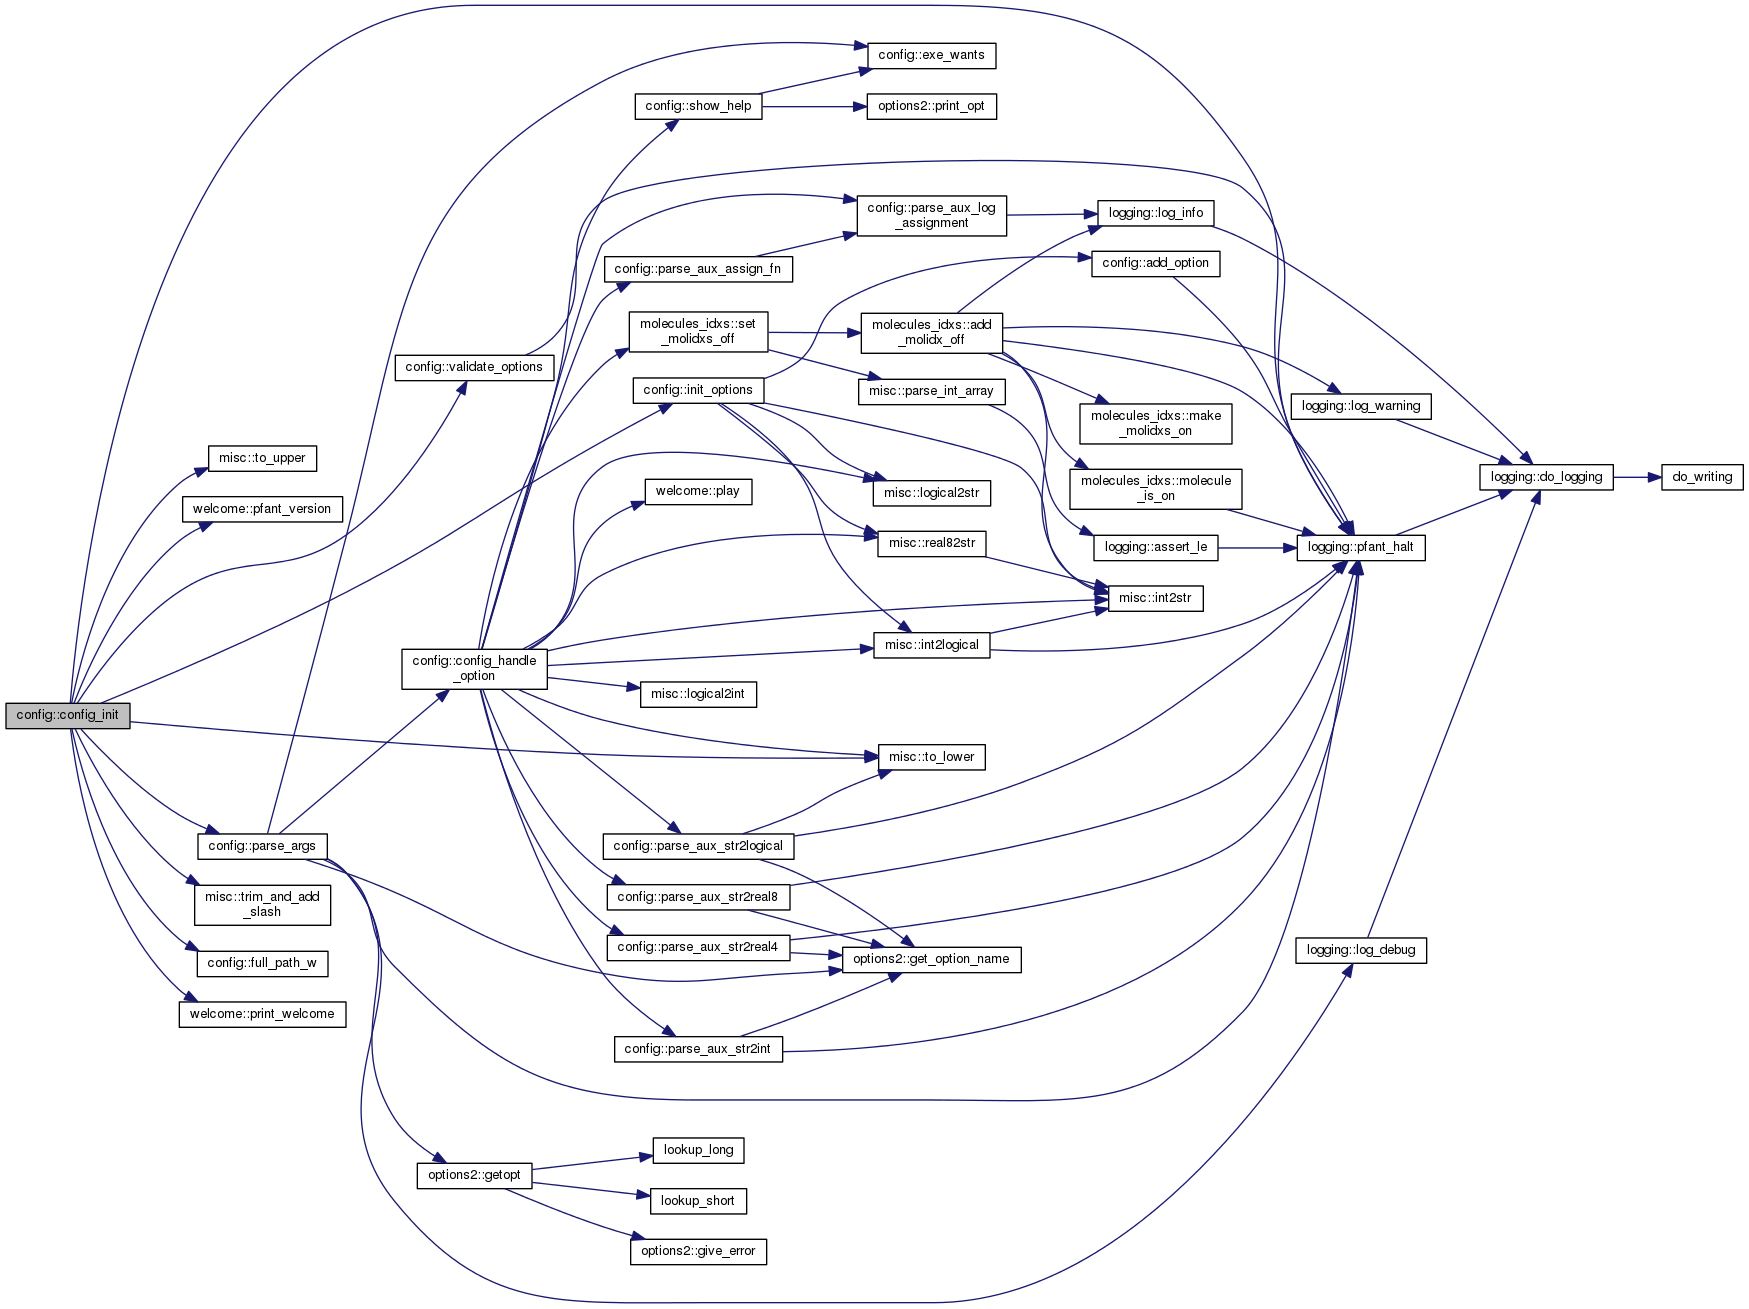 config::exe_wants
config::show_help
options2::print_opt
config::parse_aux_log
_assignment
logging::log_info
config::add_option
config::parse_aux_assign_fn
molecules_idxs::set
_molidxs_off
molecules_idxs::add
_molidx_off
config::validate_options
config::init_options
misc::parse_int_array
logging::log_warning
molecules_idxs::make
_molidxs_on
misc::to_upper
logging::do_logging
do_writing
welcome::play
misc::logical2str
molecules_idxs::molecule
_is_on
welcome::pfant_version
misc::real82str
logging::assert_le
logging::pfant_halt
misc::int2str
misc::int2logical
config::config_handle
_option
misc::logical2int
config::config_init
misc::to_lower
config::parse_args
config::parse_aux_str2logical
misc::trim_and_add
_slash
config::parse_aux_str2real8
config::parse_aux_str2real4
logging::log_debug
options2::get_option_name
config::full_path_w
welcome::print_welcome
config::parse_aux_str2int
lookup_long
options2::getopt
lookup_short
options2::give_error